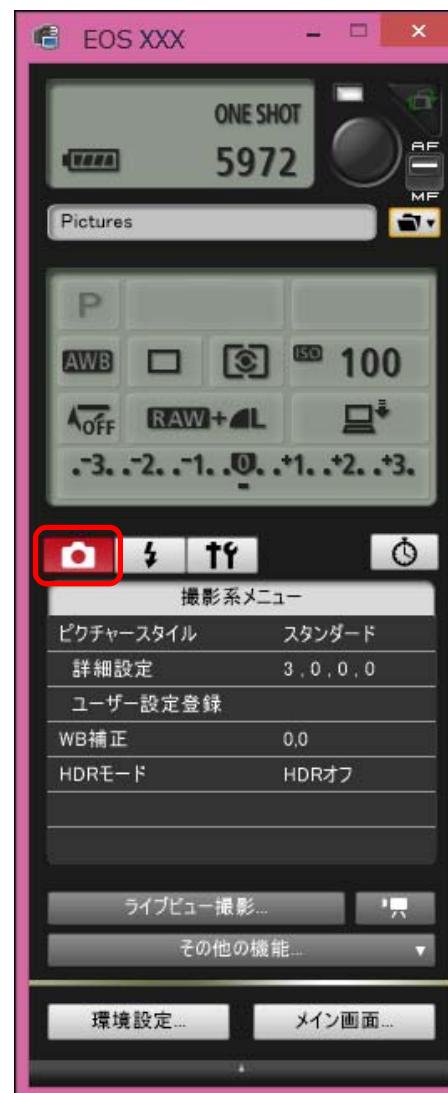 EOS XXX
ONE SHOT
5972
AF
MF
Pictures
P
AWB
ISO 100
OFF RAW+L
.-3. .-2. .-1. .0. .+1. .+2. .+3.
撮影系メニュー
ピクチャースタイル スタンダード
詳細設定 3 , 0 , 0 , 0
ユーザー設定登録
WB補正 0,0
HDRモード HDRオフ
ライブビュー撮影...
その他の機能...
環境設定... メイン画面...